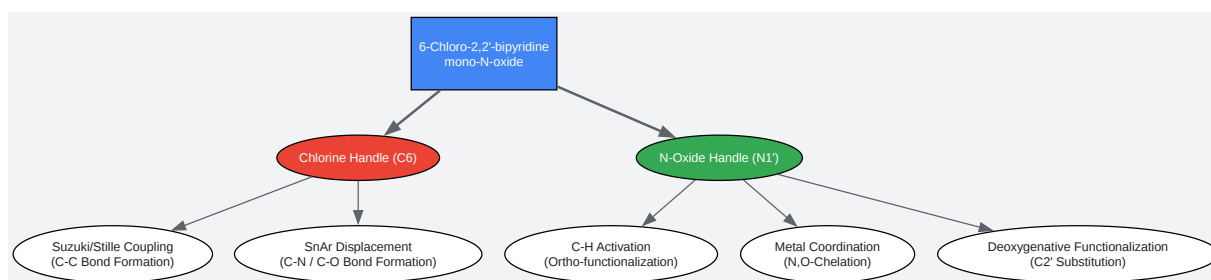 6-Chloro-2,2'-bipyridine
mono-N-oxide
Chlorine Handle (C6)
N-Oxide Handle (N1')
Suzuki/Stille Coupling
(C-C Bond Formation)
SnAr Displacement
(C-N / C-O Bond Formation)
C-H Activation
(Ortho-functionalization)
Metal Coordination
(N,O-Chelation)
Deoxygenative Functionalization
(C2' Substitution)